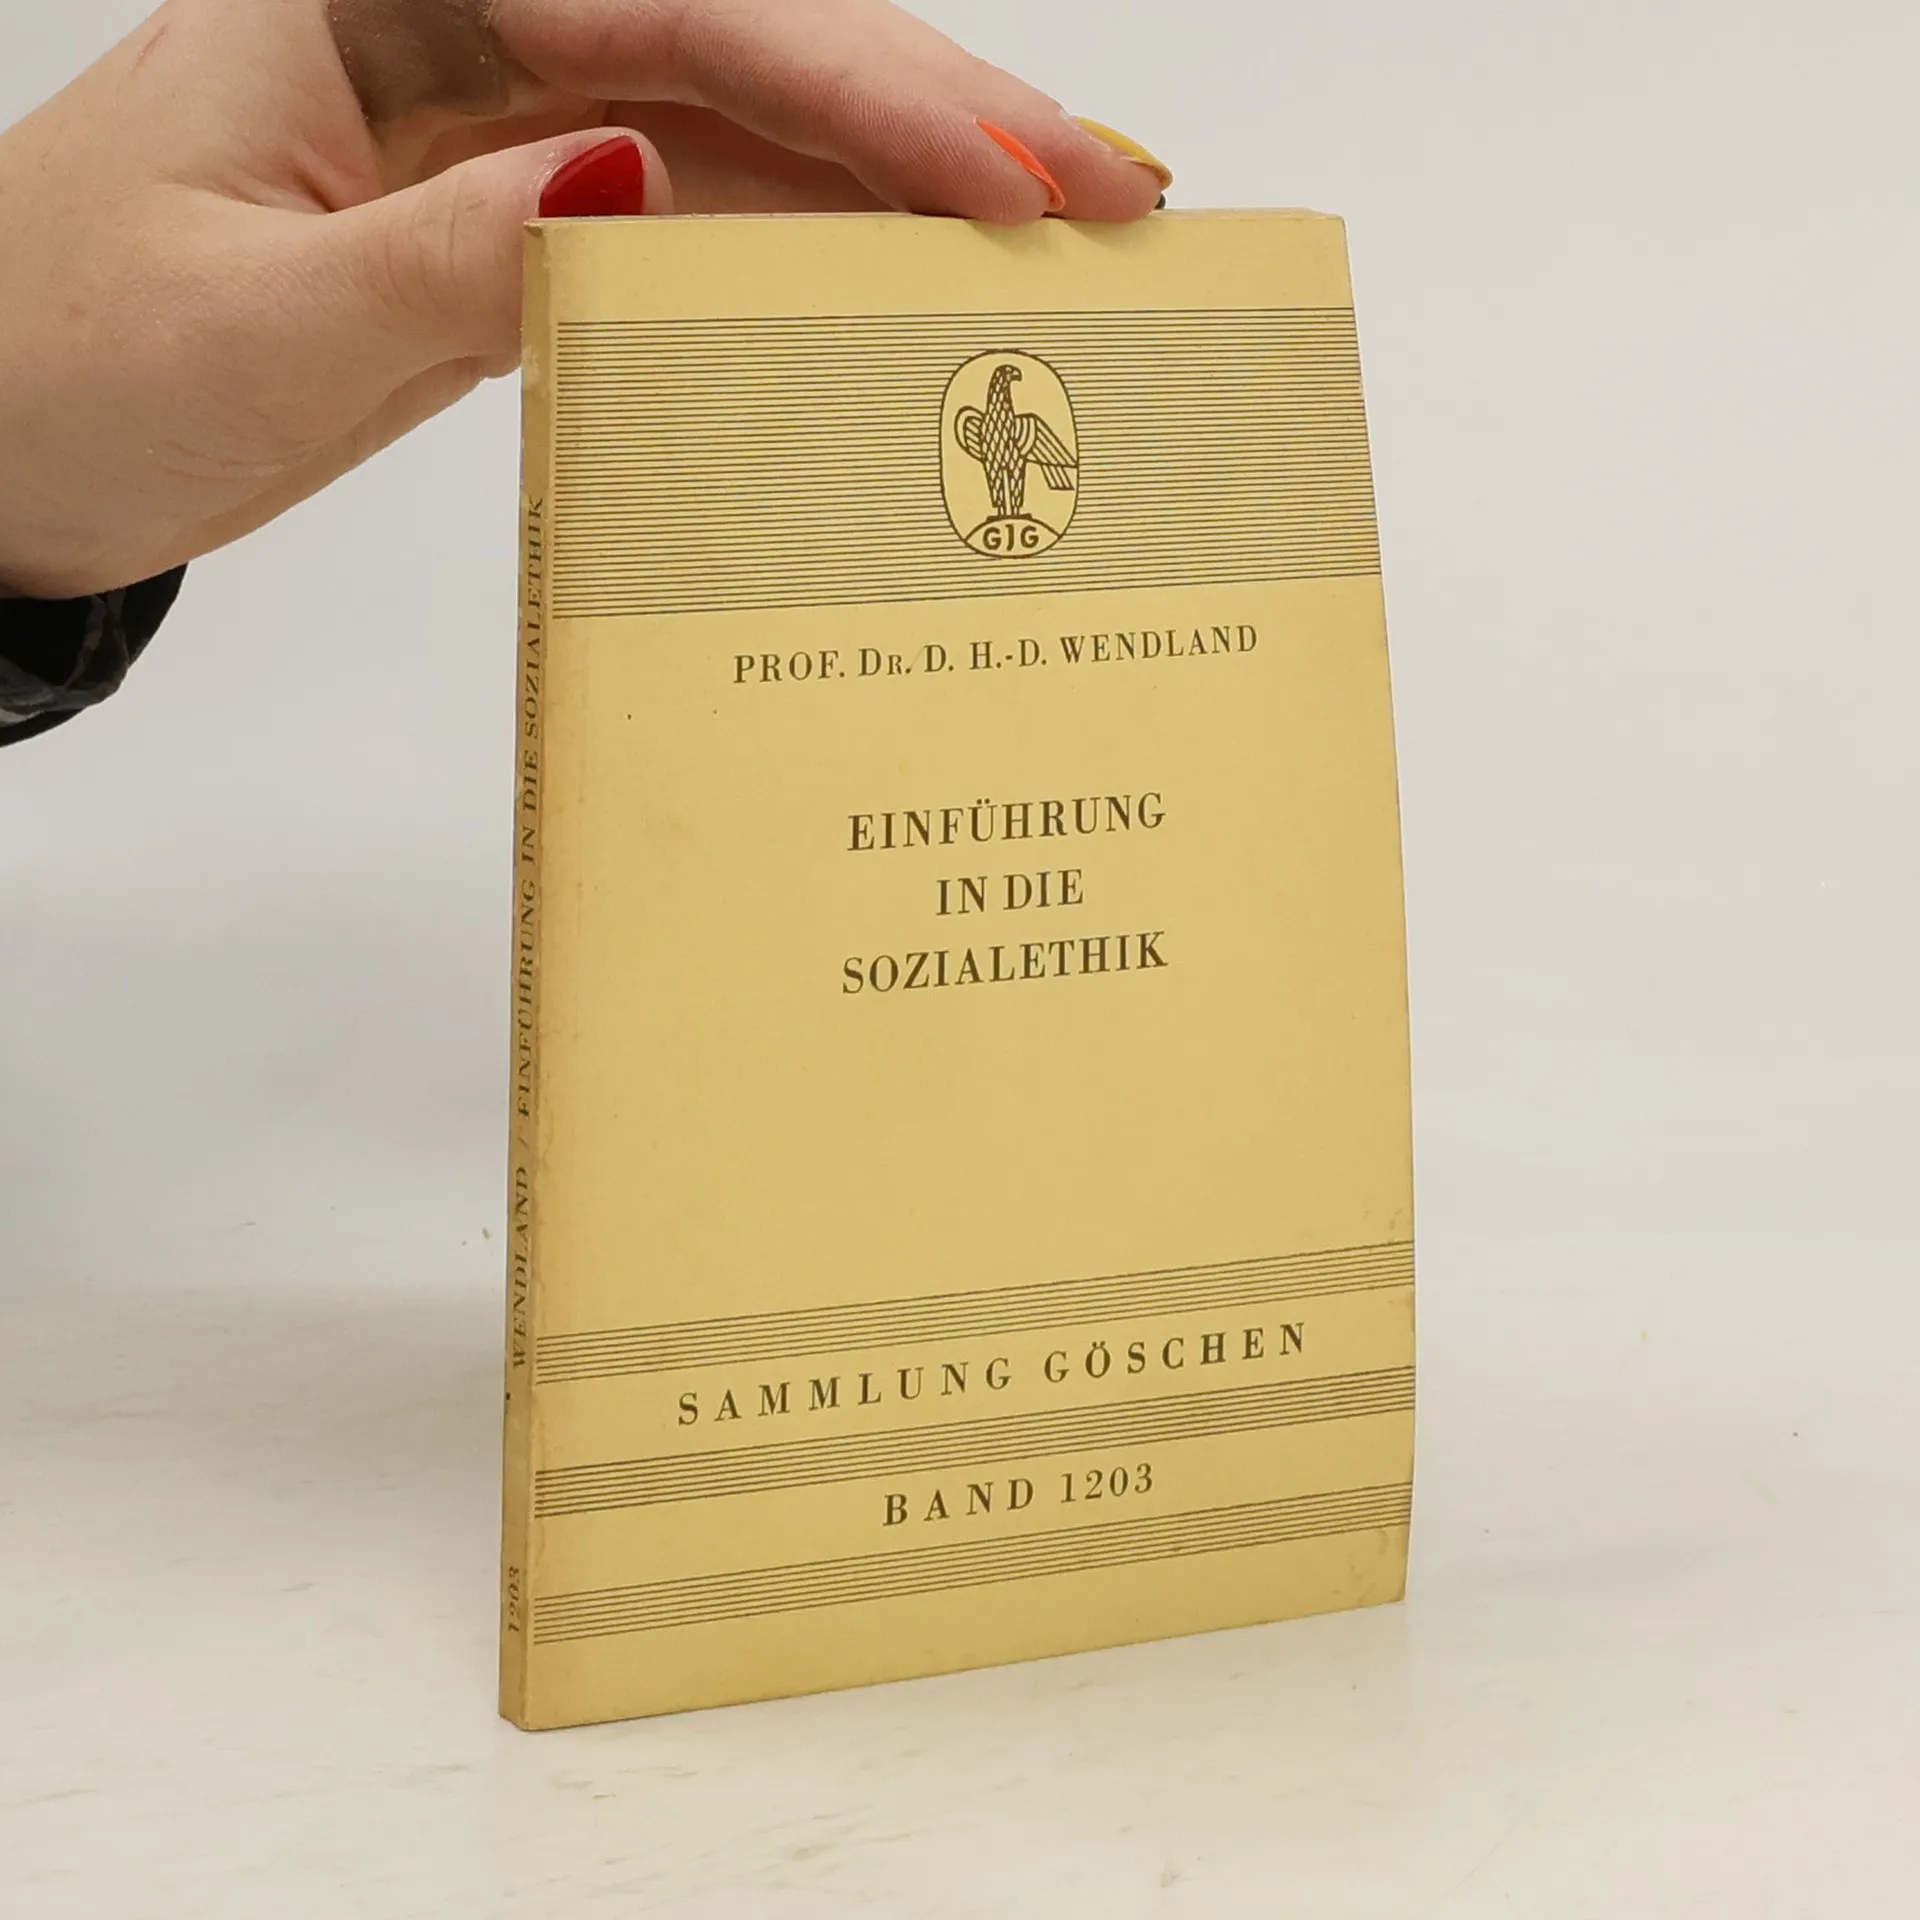 GJG
PROF. DR. D. H.-D. WENDLAND
EINFÜHRUNG
IN DIE
SOZIALETHIK
SAMMLUNG GÖSCHEN
BAND 1203
WENDLAND / EINFÜHRUNG IN DIE SOZIALETHIK
1203